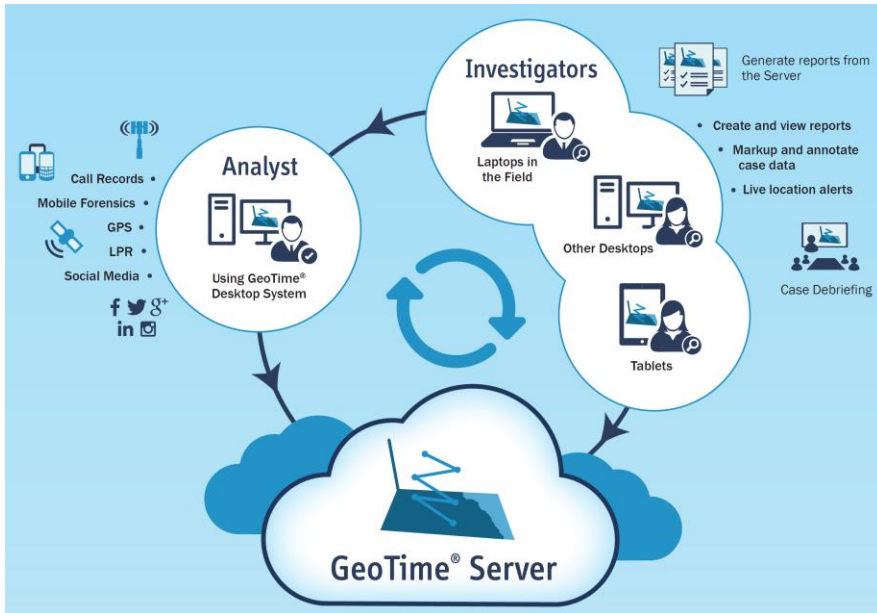 Investigators
Laptops in
the Field
Other Desktops
Tablets
Generate reports from
the Server
• Create and view reports
• Markup and annotate
case data
• Live location alerts
Case Debriefing
Analyst
Using GeoTime®
Desktop System
Call Records •
Mobile Forensics •
GPS •
LPR •
Social Media •
f g+
in
GeoTime® Server